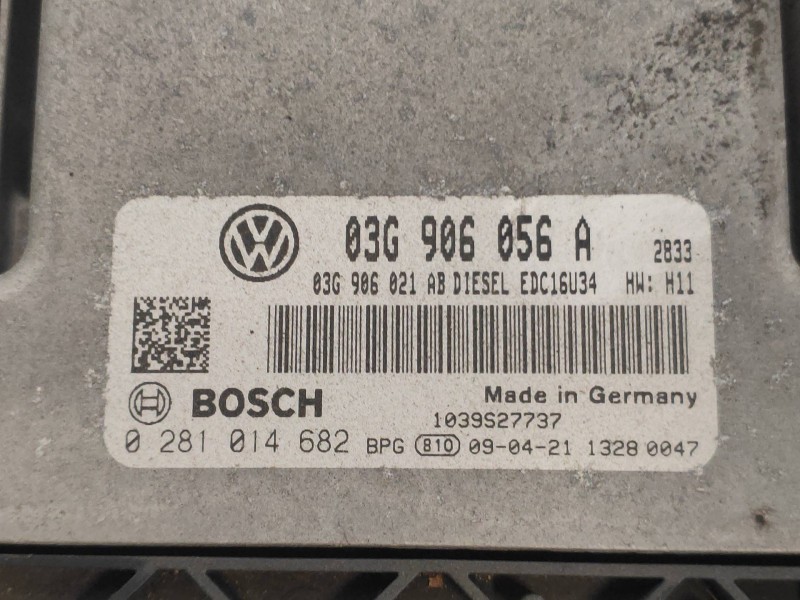 03G 906 056 A 2833
03G 906 021 AB DIESEL EDC16U34 HW: H11
BOSCH Made in Germany
1039S27737
0 281 014 682 BPG 810 09-04-21 1328 0047